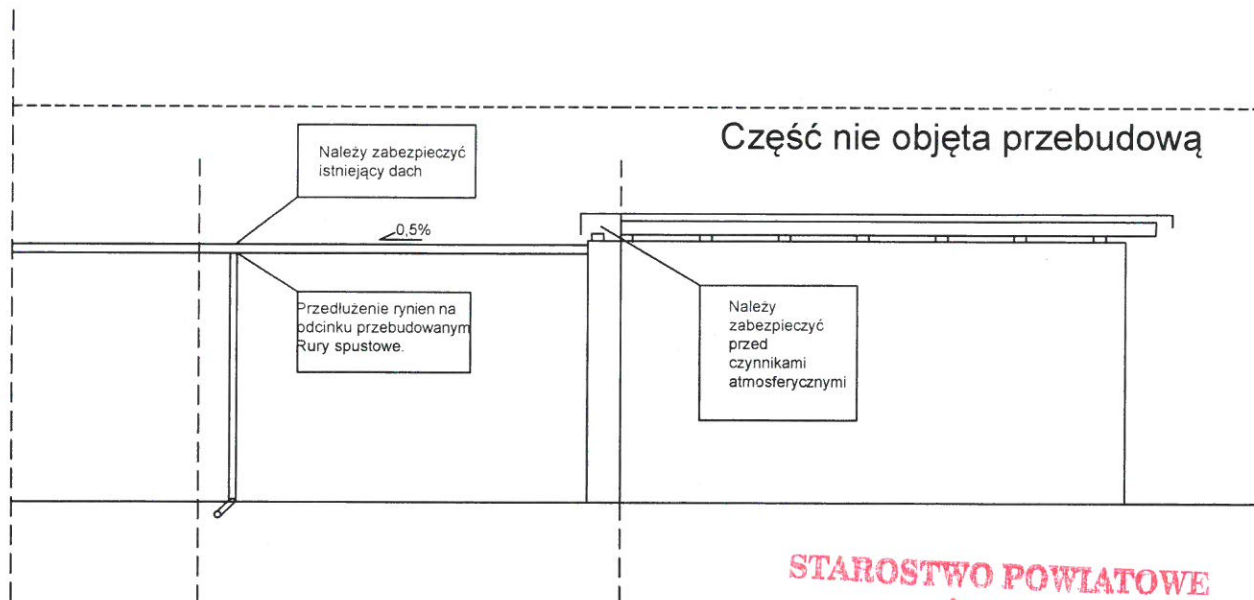 Część nie objęta przebudową
Należy zabezpieczyć
istniejący dach
0,5%
Przedłużenie rynien na
odcinku przebudowanym
Rury spustowe.
Należy
zabezpieczyć
przed
czynnikami
atmosferycznymi
STAROSTWO POWIATOWE